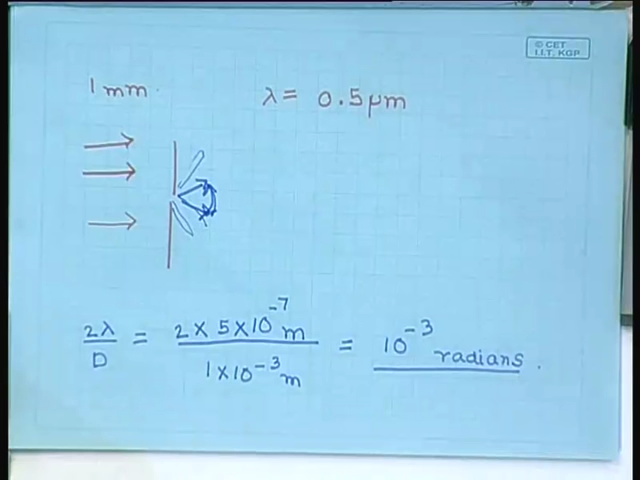 © CET
I.I.T. KGP
1 mm
λ = 0.5 μm
2λ/D = 2 × 5 × 10⁻⁷ m / 1 × 10⁻³ m = 10⁻³ radians.